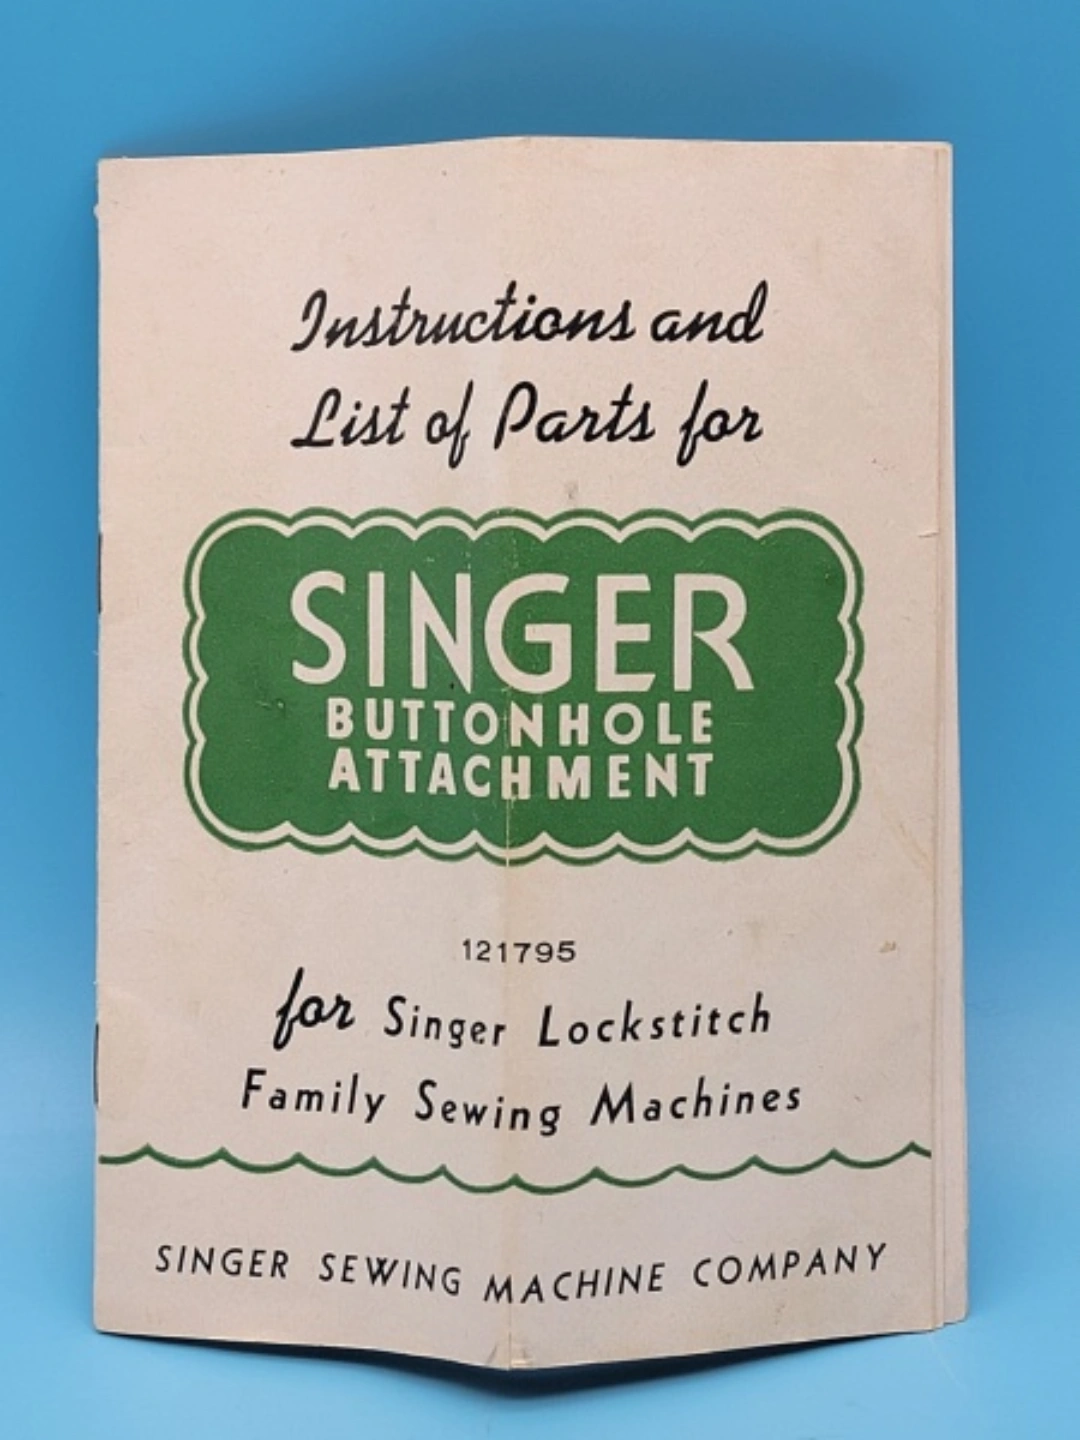 Instructions and
List of Parts for
SINGER
BUTTONHOLE
ATTACHMENT
121795
for Singer Lockstitch
Family Sewing Machines
SINGER SEWING MACHINE COMPANY